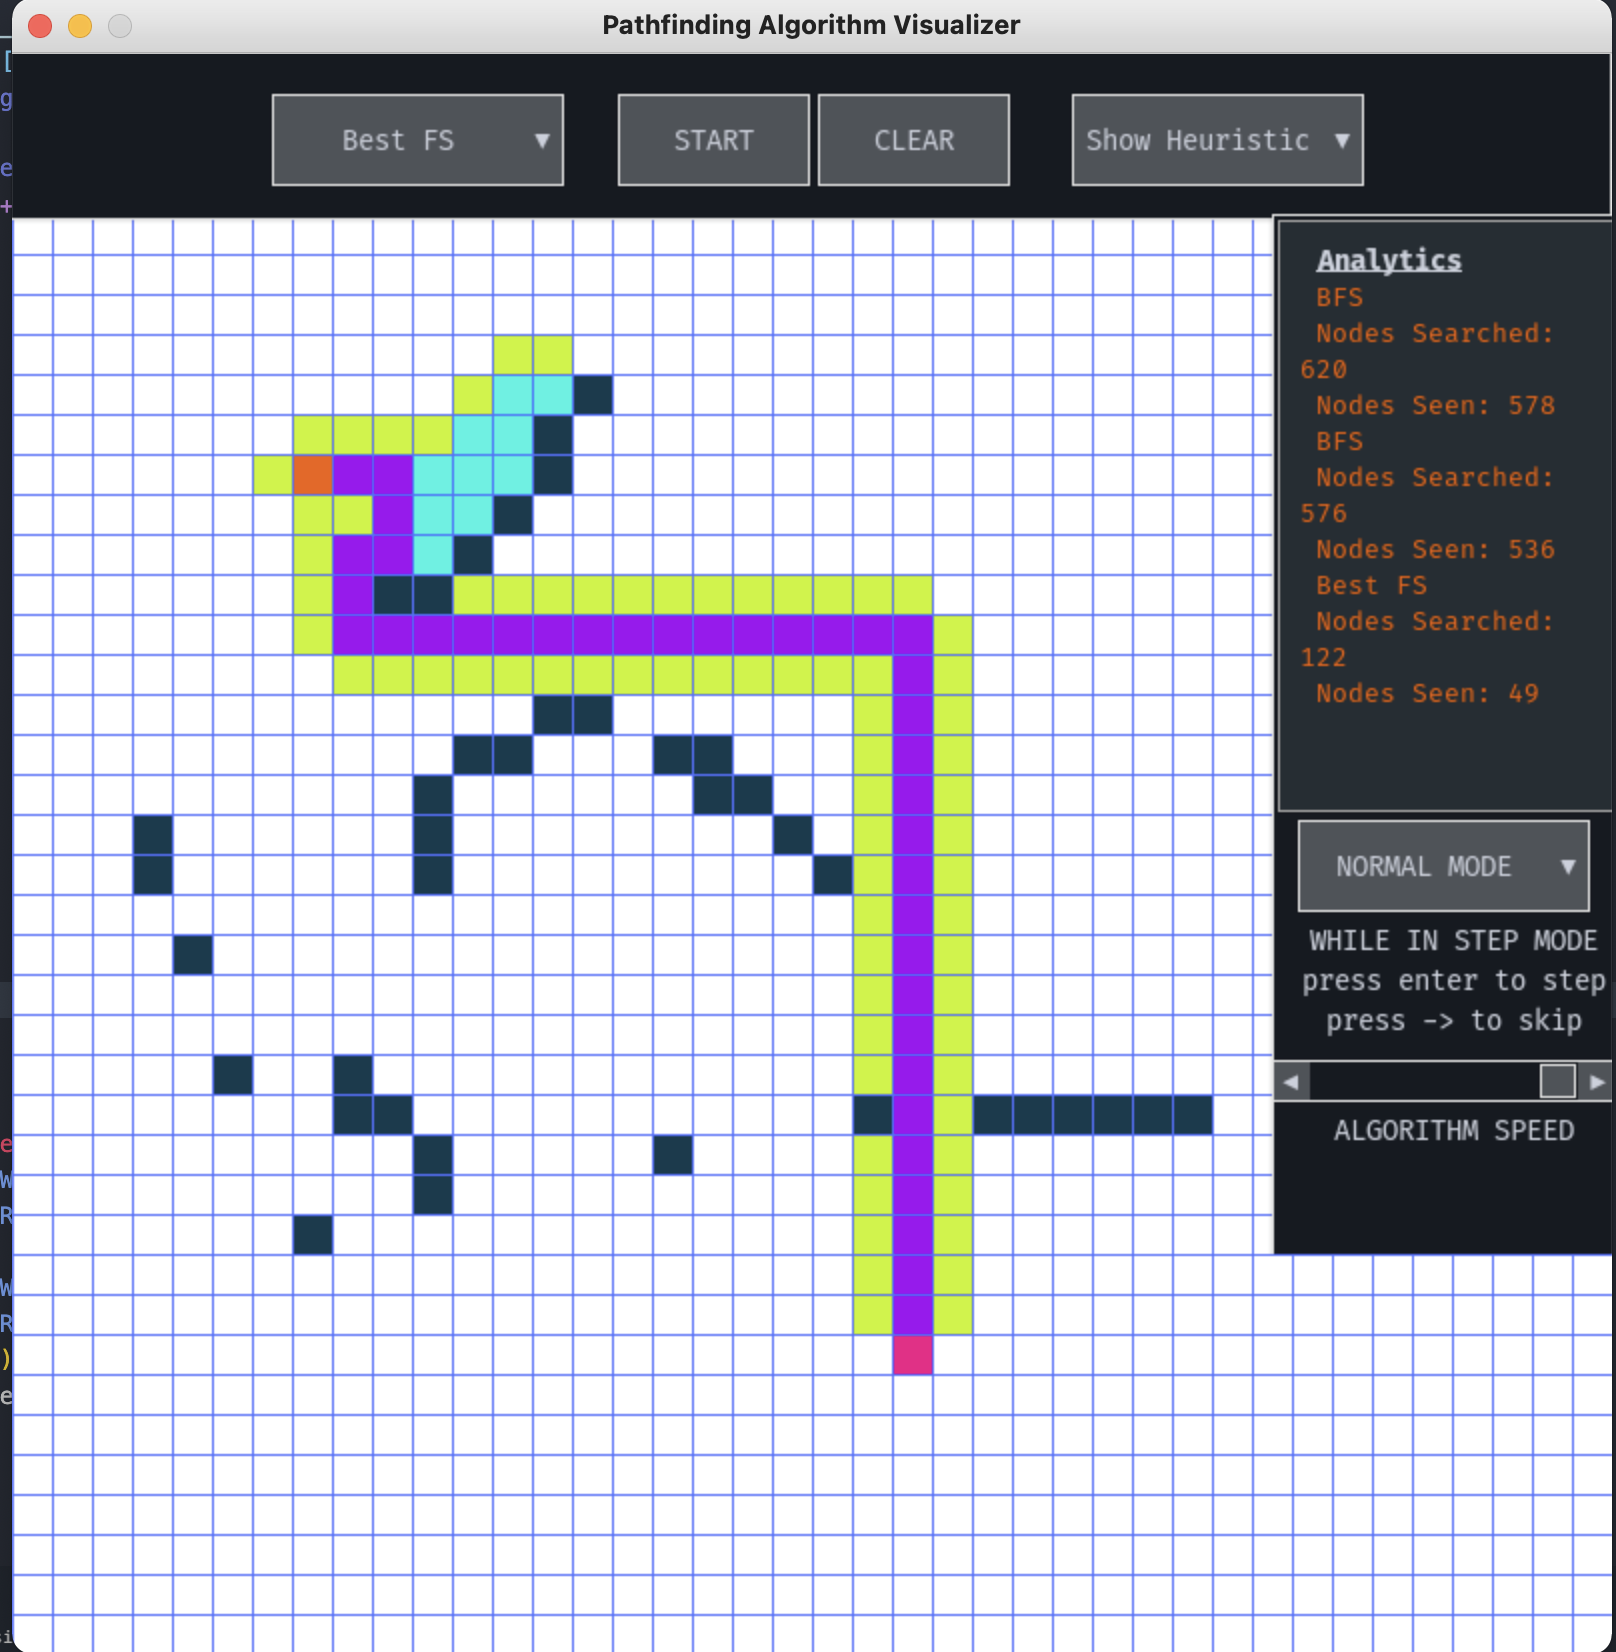 Pathfinding Algorithm Visualizer
Best FS ▼
START
CLEAR
Show Heuristic ▼
Analytics
BFS
Nodes Searched:
620
Nodes Seen: 578
BFS
Nodes Searched:
576
Nodes Seen: 536
Best FS
Nodes Searched:
122
Nodes Seen: 49
NORMAL MODE ▼
WHILE IN STEP MODE
press enter to step
press -> to skip
ALGORITHM SPEED
[
g
e
+
e
W
R
W
R
)
e
si